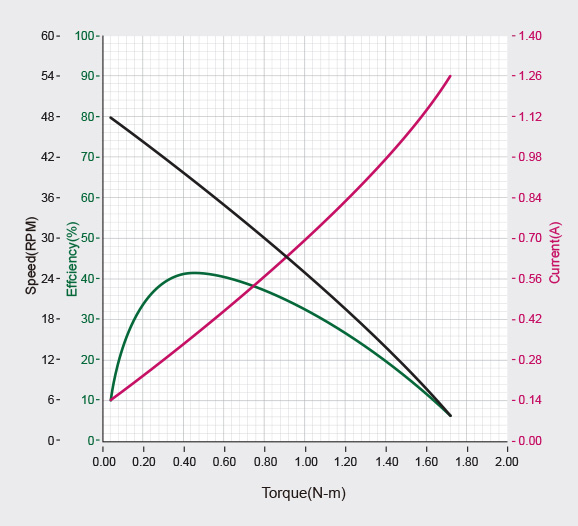 60- 100- -1.40
54- 90- -1.26
48- 80- -1.12
42- 70- -0.98
36- 60- -0.84
30- 50- -0.70
24- 40- -0.56
18- 30- -0.42
12- 20- -0.28
6- 10- -0.14
0- 0- -0.00
Speed(RPM)
Effciency(%)
Current(A)
0.00 0.20 0.40 0.60 0.80 1.00 1.20 1.40 1.60 1.80 2.00
Torque(N-m)